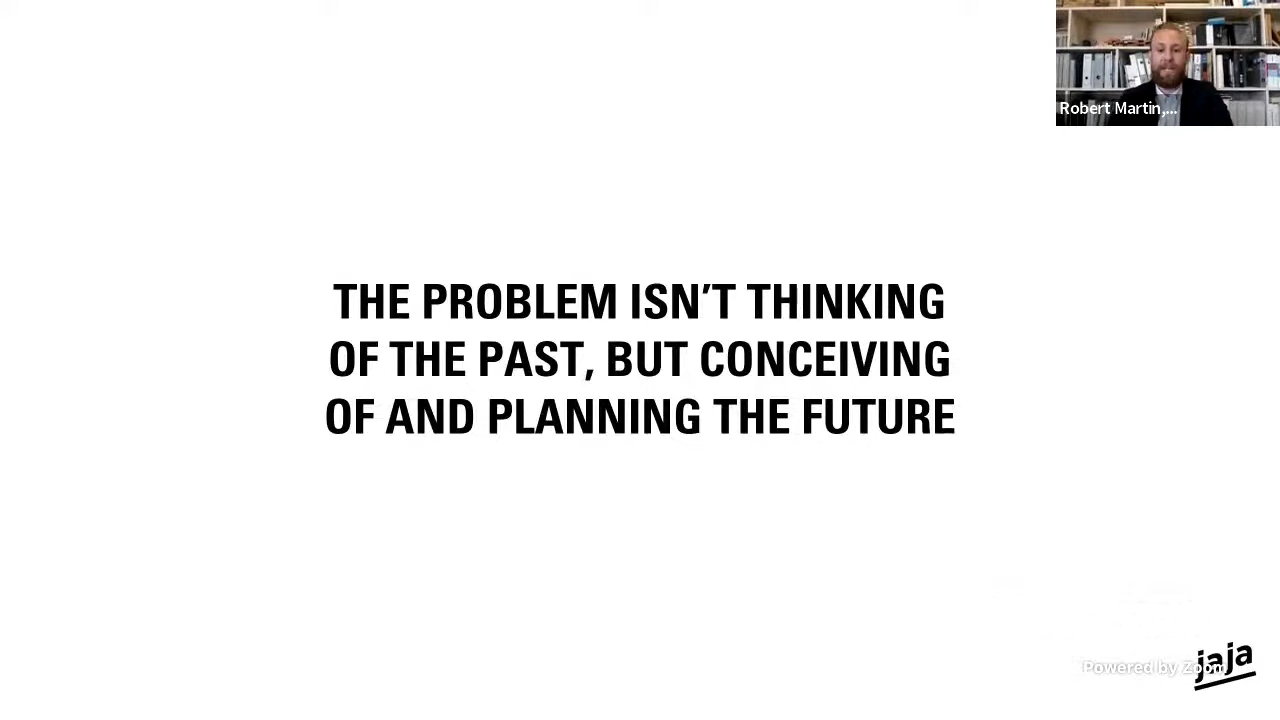 Robert Martin,...
THE PROBLEM ISN’T THINKING
OF THE PAST, BUT CONCEIVING
OF AND PLANNING THE FUTURE
Powered by Zoom
jaja